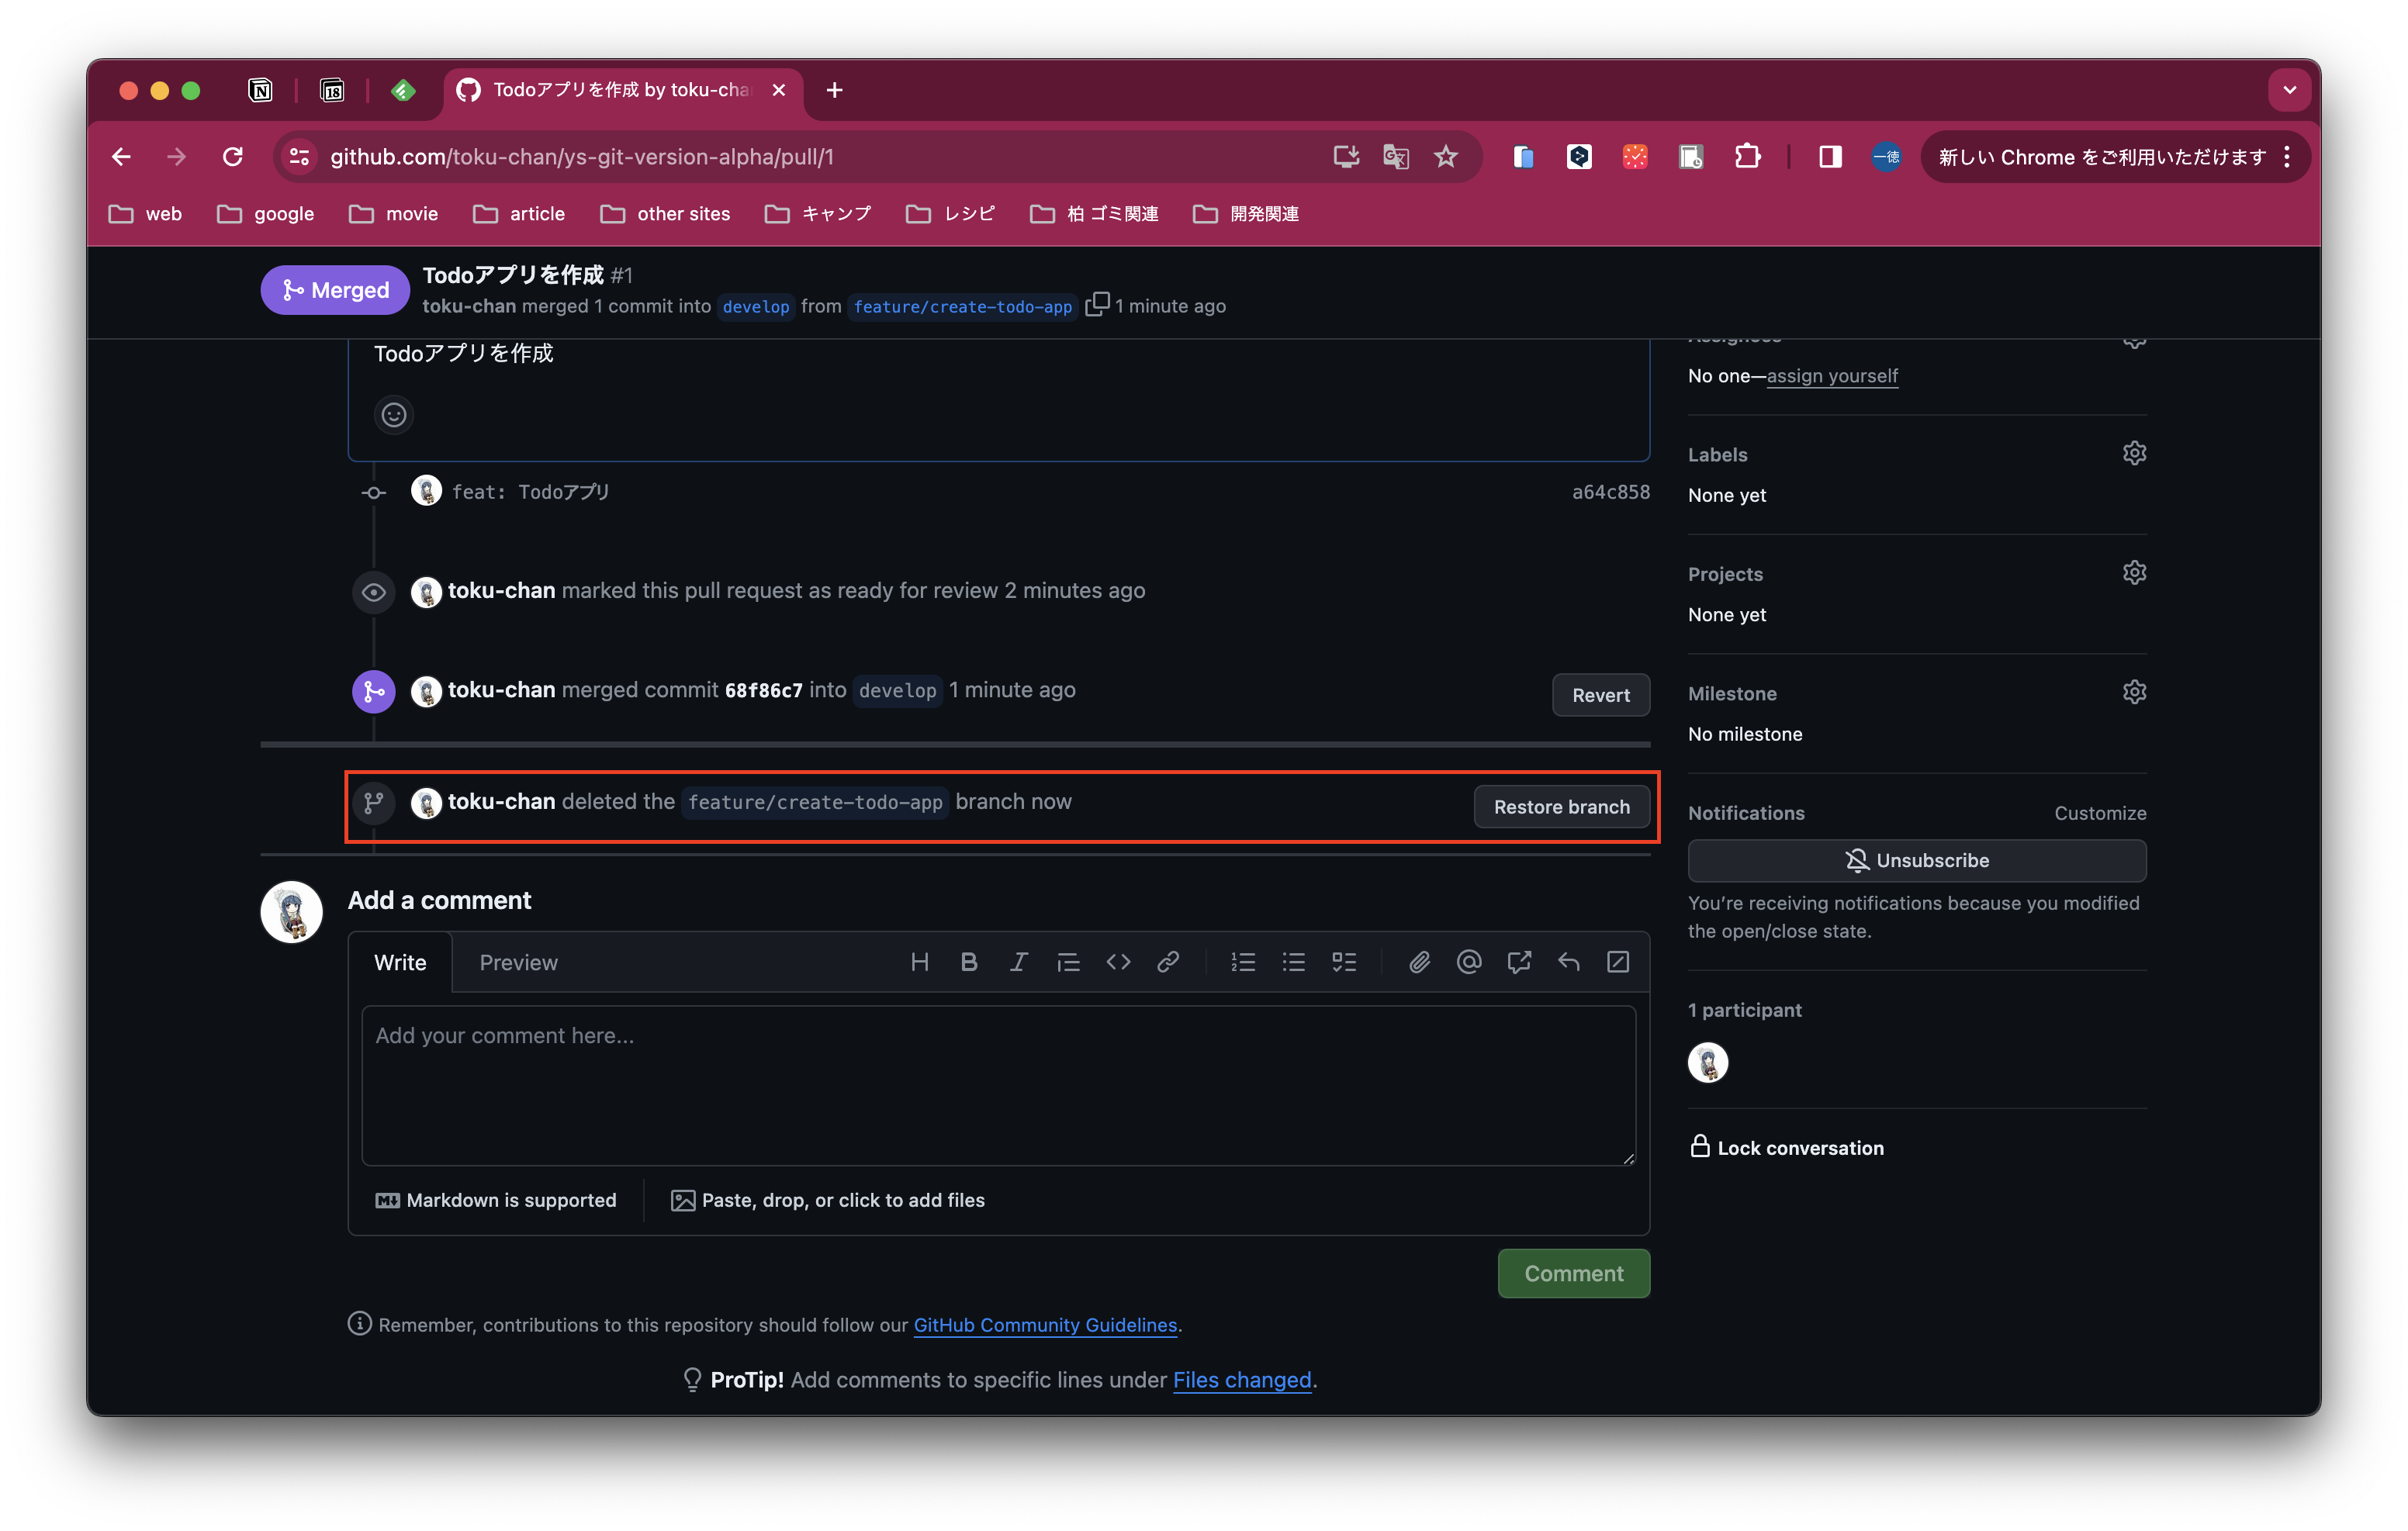 Todoアプリを作成 by toku-cha
github.com/toku-chan/ys-git-version-alpha/pull/1
一徳
新しい Chrome をご利用いただけます
web google movie article other sites キャンプ レシピ 柏 ゴミ関連 開発関連
Merged
Todoアプリを作成 #1
toku-chan merged 1 commit into develop from feature/create-todo-app 1 minute ago
Todoアプリを作成
feat: Todoアプリ a64c858
toku-chan marked this pull request as ready for review 2 minutes ago
toku-chan merged commit 68f86c7 into develop 1 minute ago
Revert
toku-chan deleted the feature/create-todo-app branch now
Restore branch
Add a comment
Write Preview
Add your comment here...
Markdown is supported
Paste, drop, or click to add files
Comment
Remember, contributions to this repository should follow our GitHub Community Guidelines.
ProTip! Add comments to specific lines under Files changed.
Assignees
No one—assign yourself
Labels
None yet
Projects
None yet
Milestone
No milestone
Notifications Customize
Unsubscribe
You're receiving notifications because you modified
the open/close state.
1 participant
Lock conversation